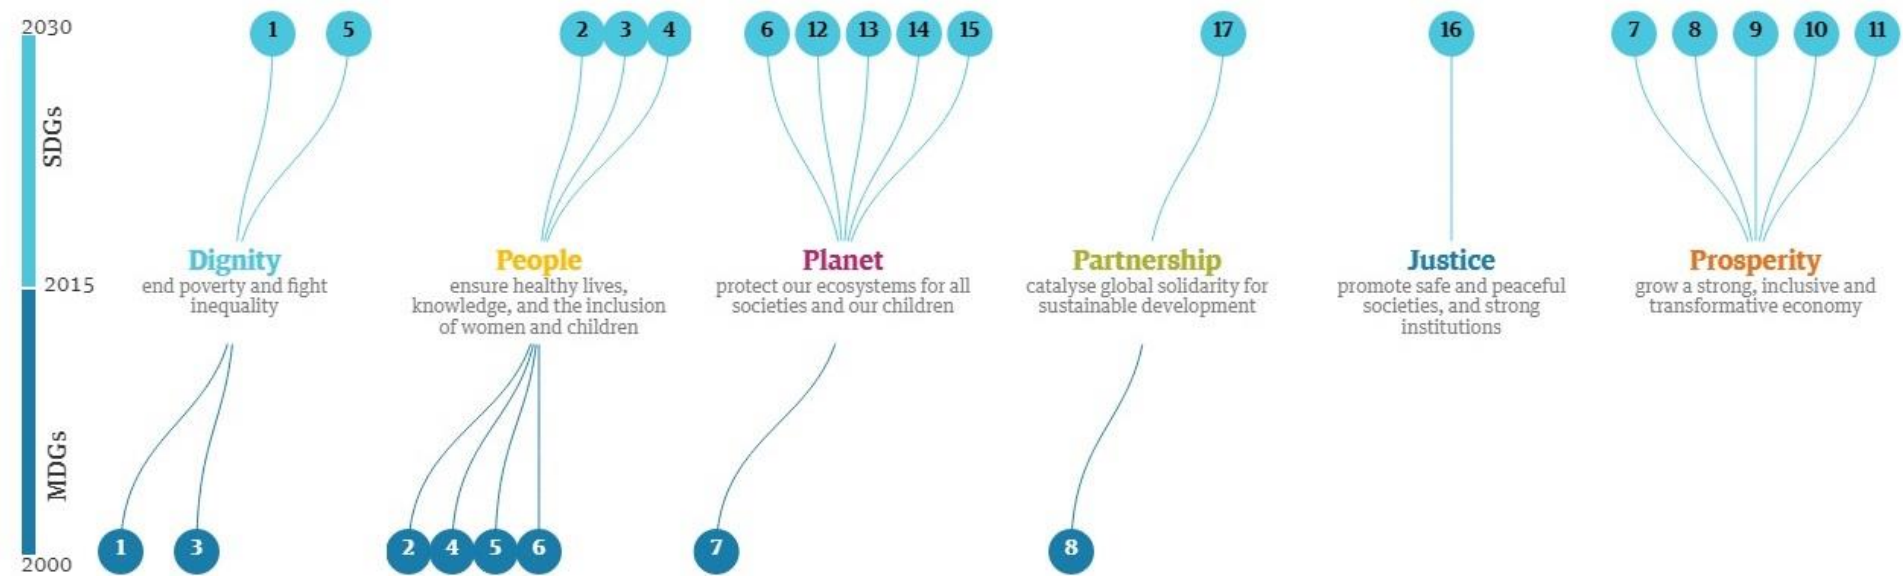 2030
1 5 2 3 4 6 12 13 14 15 17 16 7 8 9 10 11
SDGs
2015
Dignity
end poverty and fight
inequality
People
ensure healthy lives,
knowledge, and the inclusion
of women and children
Planet
protect our ecosystems for all
societies and our children
Partnership
catalyse global solidarity for
sustainable development
Justice
promote safe and peaceful
societies, and strong
institutions
Prosperity
grow a strong, inclusive and
transformative economy
MDGs
1 3 2 4 5 6 7 8
2000